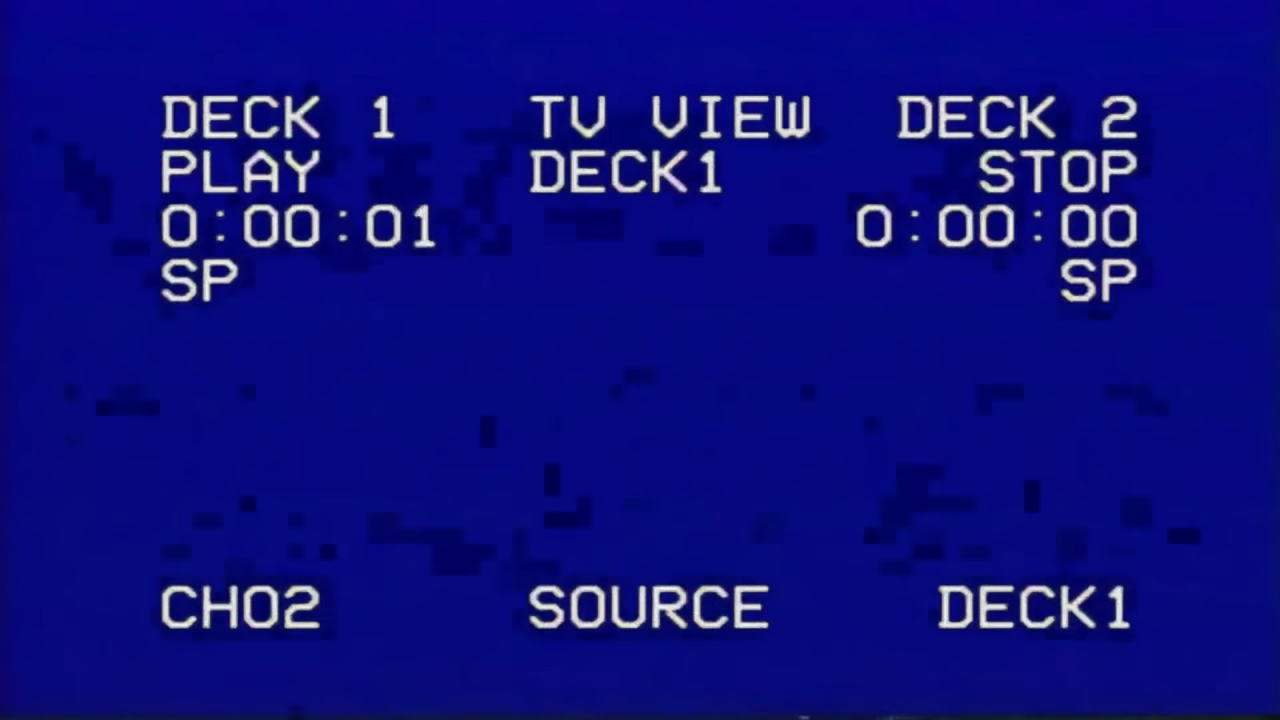 DECK 1 TV VIEW DECK 2
PLAY DECK1 STOP
0:00:01 0:00:00
SP SP
CH02 SOURCE DECK1